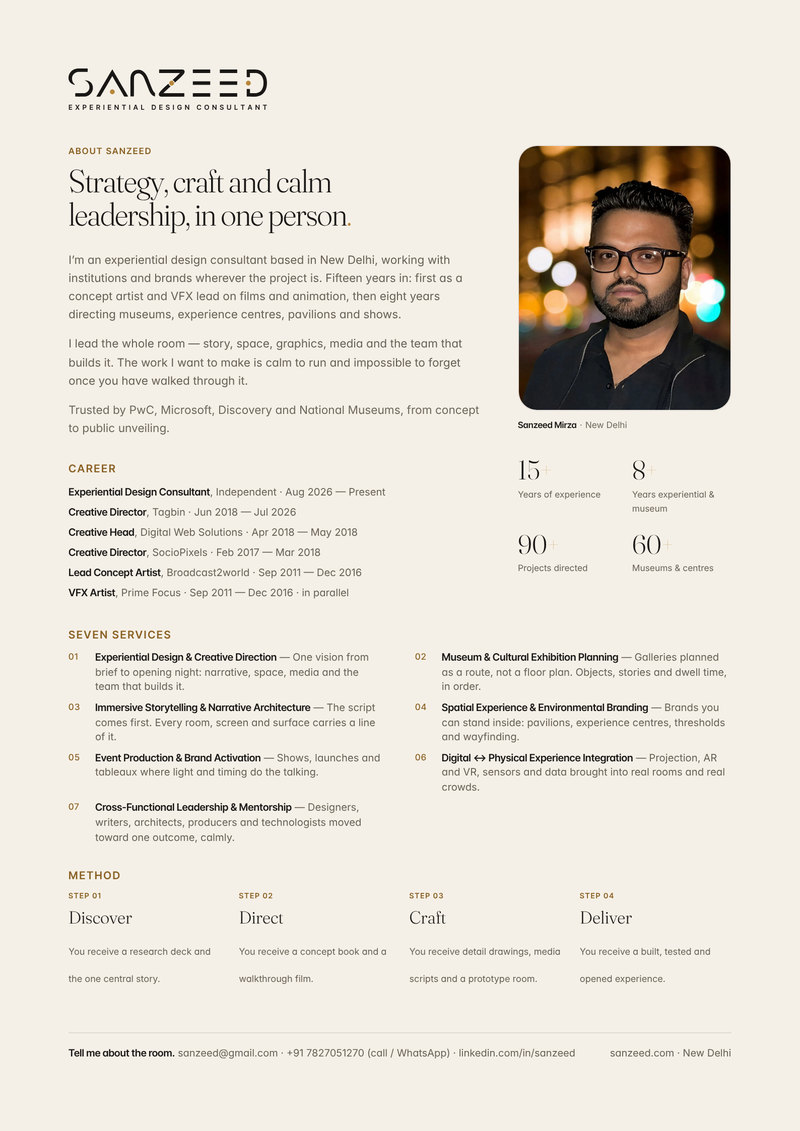 SANZEED
EXPERIENTIAL DESIGN CONSULTANT
ABOUT SANZEED
Strategy, craft and calm
leadership, in one person.
I'm an experiential design consultant based in New Delhi, working with
institutions and brands wherever the project is. Fifteen years in: first as a
concept artist and VFX lead on films and animation, then eight years
directing museums, experience centres, pavilions and shows.
I lead the whole room — story, space, graphics, media and the team that
builds it. The work I want to make is calm to run and impossible to forget
once you have walked through it.
Trusted by PwC, Microsoft, Discovery and National Museums, from concept
to public unveiling.
Sanzeed Mirza · New Delhi
15+
Years of experience
8+
Years experiential &
museum
90+
Projects directed
60+
Museums & centres
CAREER
Experiential Design Consultant, Independent · Aug 2026 — Present
Creative Director, Tagbin · Jun 2018 — Jul 2026
Creative Head, Digital Web Solutions · Apr 2018 — May 2018
Creative Director, SocioPixels · Feb 2017 — Mar 2018
Lead Concept Artist, Broadcast2world · Sep 2011 — Dec 2016
VFX Artist, Prime Focus · Sep 2011 — Dec 2016 · in parallel
SEVEN SERVICES
01 Experiential Design & Creative Direction — One vision from
brief to opening night: narrative, space, media and the
team that builds it.
02 Museum & Cultural Exhibition Planning — Galleries planned
as a route, not a floor plan. Objects, stories and dwell time,
in order.
03 Immersive Storytelling & Narrative Architecture — The script
comes first. Every room, screen and surface carries a line
of it.
04 Spatial Experience & Environmental Branding — Brands you
can stand inside: pavilions, experience centres, thresholds
and wayfinding.
05 Event Production & Brand Activation — Shows, launches and
tableaux where light and timing do the talking.
06 Digital ↔ Physical Experience Integration — Projection, AR
and VR, sensors and data brought into real rooms and real
crowds.
07 Cross-Functional Leadership & Mentorship — Designers,
writers, architects, producers and technologists moved
toward one outcome, calmly.
METHOD
STEP 01
Discover
You receive a research deck and
the one central story.
STEP 02
Direct
You receive a concept book and a
walkthrough film.
STEP 03
Craft
You receive detail drawings, media
scripts and a prototype room.
STEP 04
Deliver
You receive a built, tested and
opened experience.
Tell me about the room. sanzeed@gmail.com · +91 7827051270 (call / WhatsApp) · linkedin.com/in/sanzeed
sanzeed.com · New Delhi